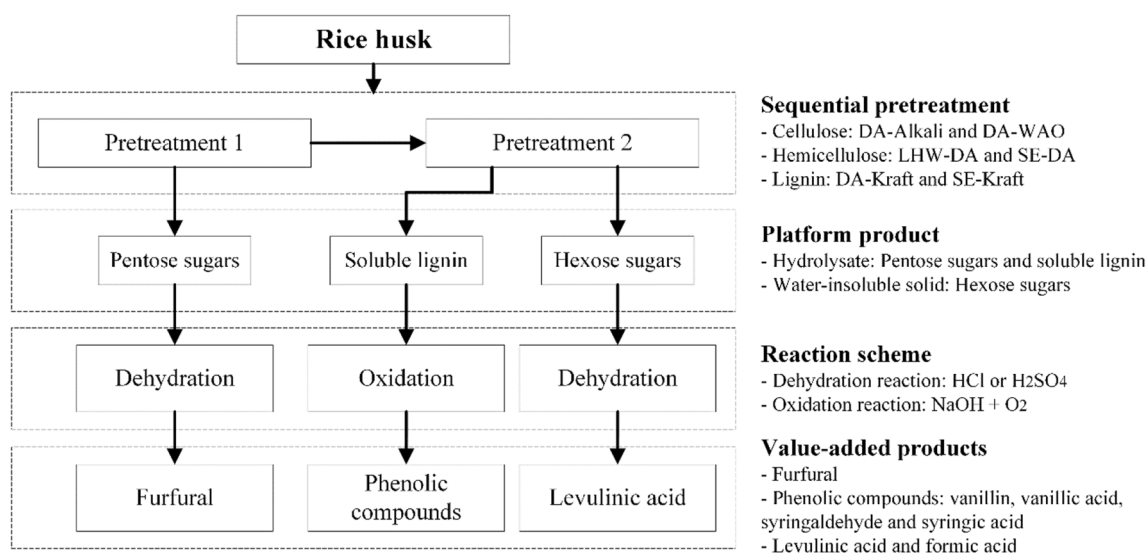 Rice husk
Pretreatment 1
Pretreatment 2
Sequential pretreatment
- Cellulose: DA-Alkali and DA-WAO
- Hemicellulose: LHW-DA and SE-DA
- Lignin: DA-Kraft and SE-Kraft
Pentose sugars
Soluble lignin
Hexose sugars
Platform product
- Hydrolysate: Pentose sugars and soluble lignin
- Water-insoluble solid: Hexose sugars
Dehydration
Oxidation
Dehydration
Reaction scheme
- Dehydration reaction: HCl or H2SO4
- Oxidation reaction: NaOH + O2
Furfural
Phenolic
compounds
Levulinic acid
Value-added products
- Furfural
- Phenolic compounds: vanillin, vanillic acid,
syringaldehyde and syringic acid
- Levulinic acid and formic acid